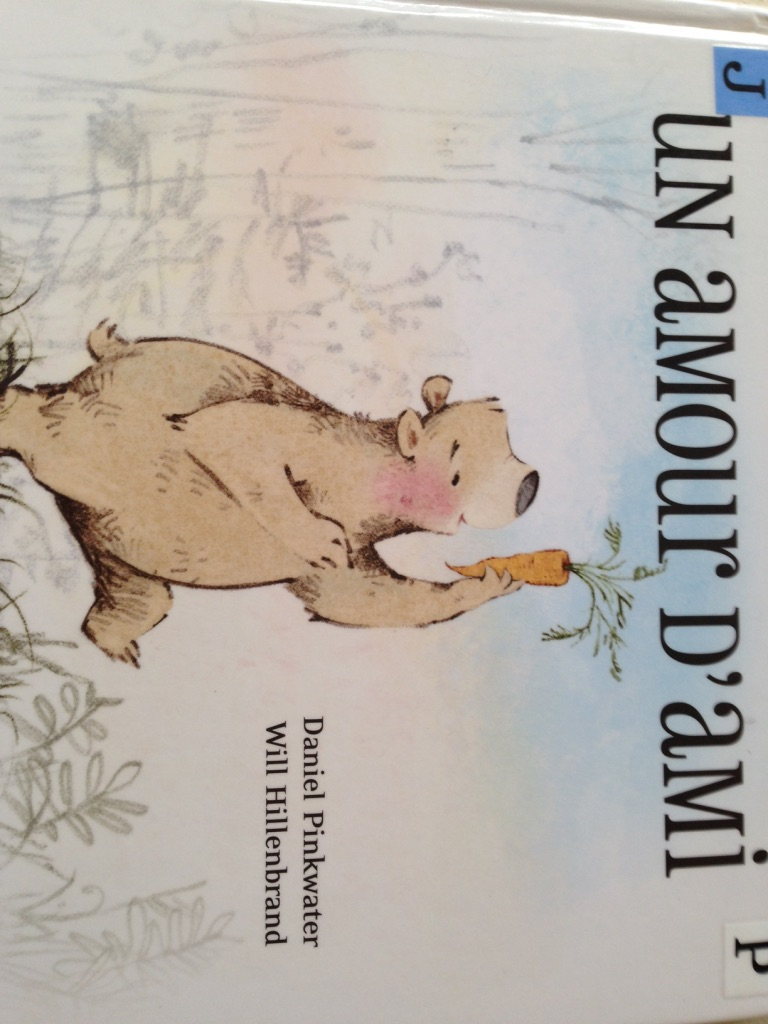 J
uN aMOur D'aMi
P
Daniel Pinkwater
Will Hillenbrand